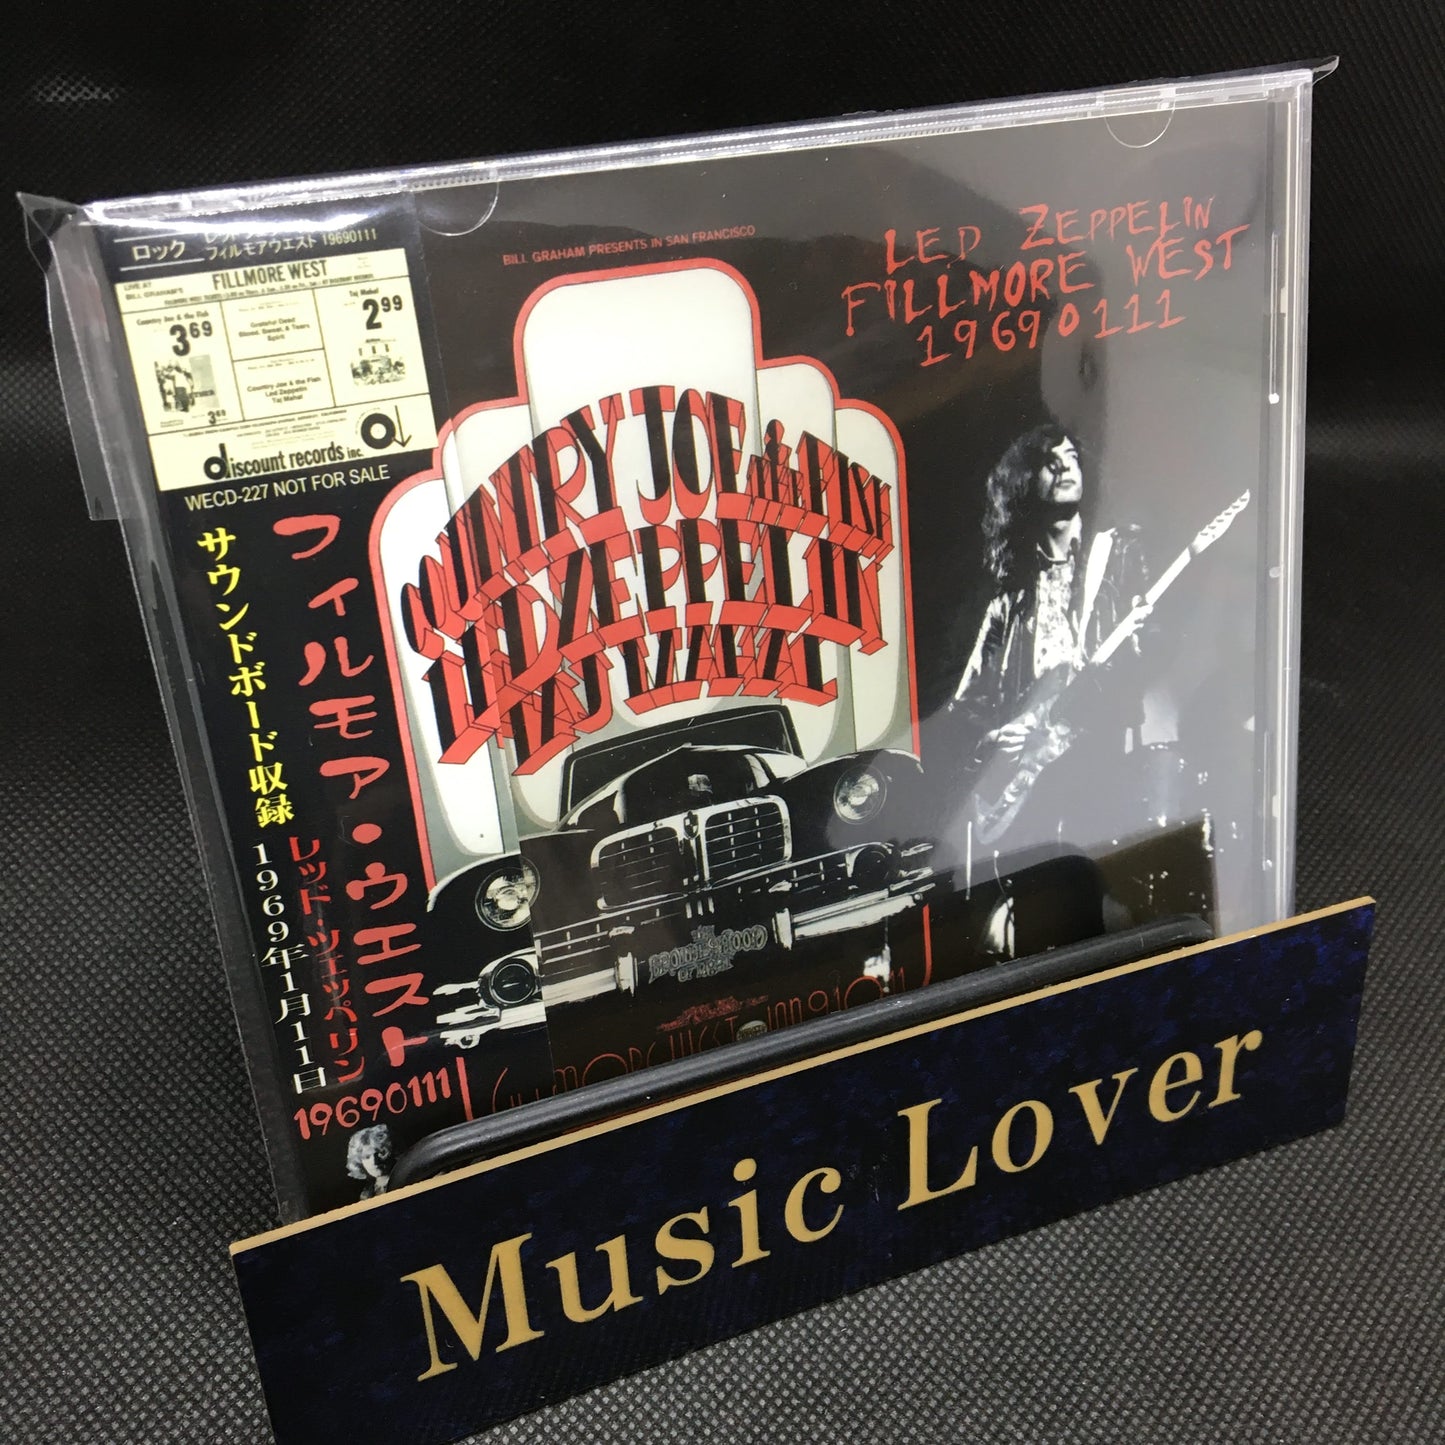 ロック
フィルモアウエスト 19690111
LIVE AT
BILL GRAHAM'S
FILLMORE WEST
Country Joe & the Fish
3.69
3.69
Grateful Dead
Blood, Sweat, & Tears
Spirit
Country Joe & the Fish
Led Zeppelin
Taj Mahal
Taj Mahal
2.99
discount records inc.
WECD-227 NOT FOR SALE
フィルモア・ウエスト
サウンドボード収録
1969年1月11日
レッド・ツェッペリン
19690111
BILL GRAHAM PRESENTS IN SAN FRANCISCO
LED ZEPPELIN
FILLMORE WEST
19690111
COUNTRY JOE and the FISH
LED ZEPPELIN
TAJ MAHAL
Music Lover